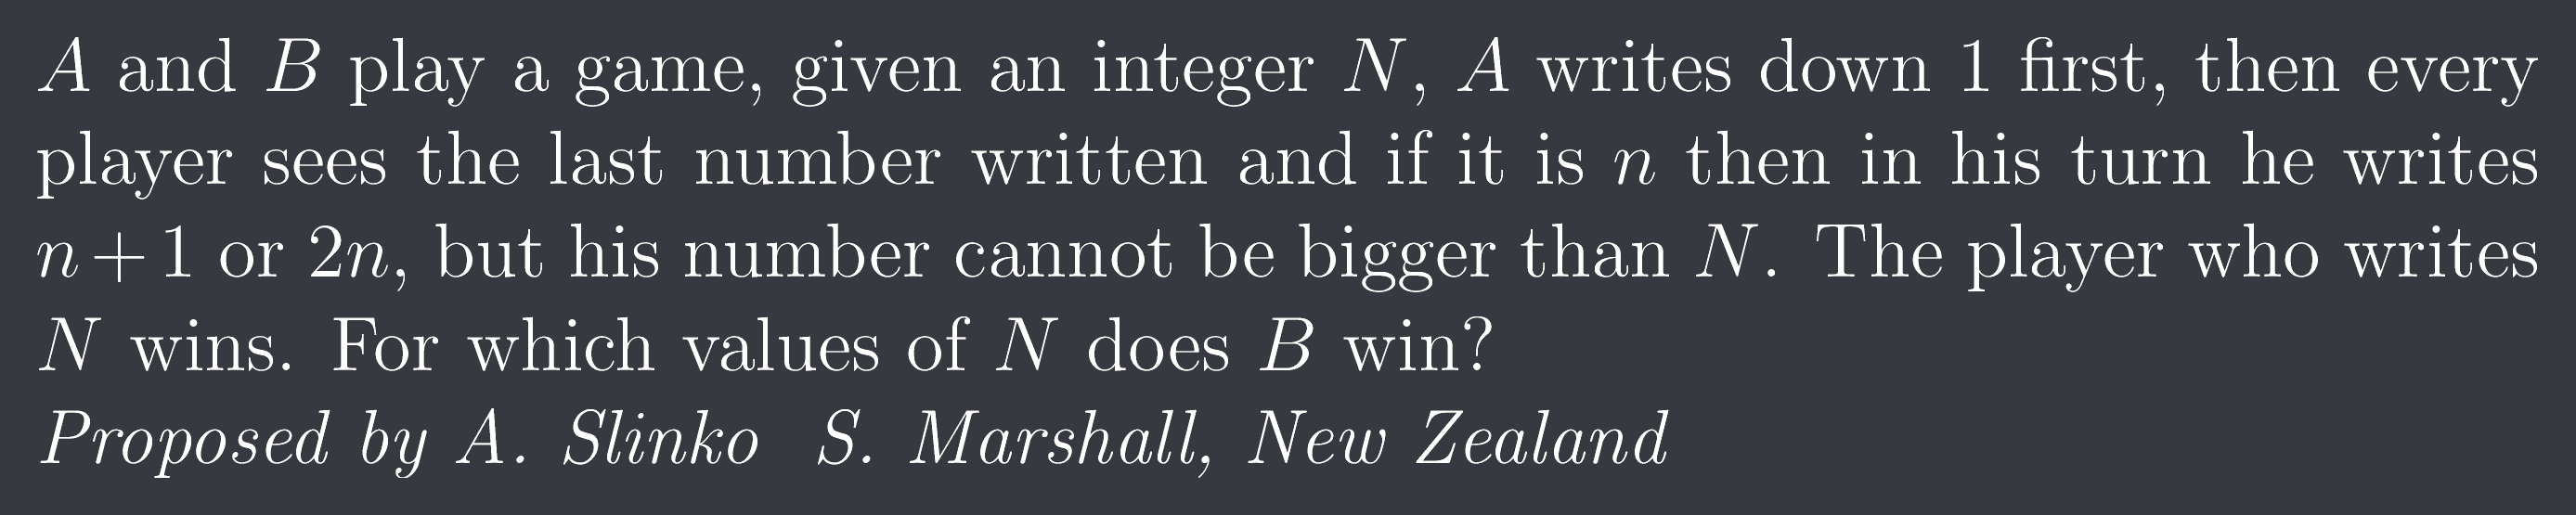 A and B play a game, given an integer N, A writes down 1 first, then every
player sees the last number written and if it is n then in his turn he writes
n+1 or 2n, but his number cannot be bigger than N. The player who writes
N wins. For which values of N does B win?
Proposed by A. Slinko S. Marshall, New Zealand